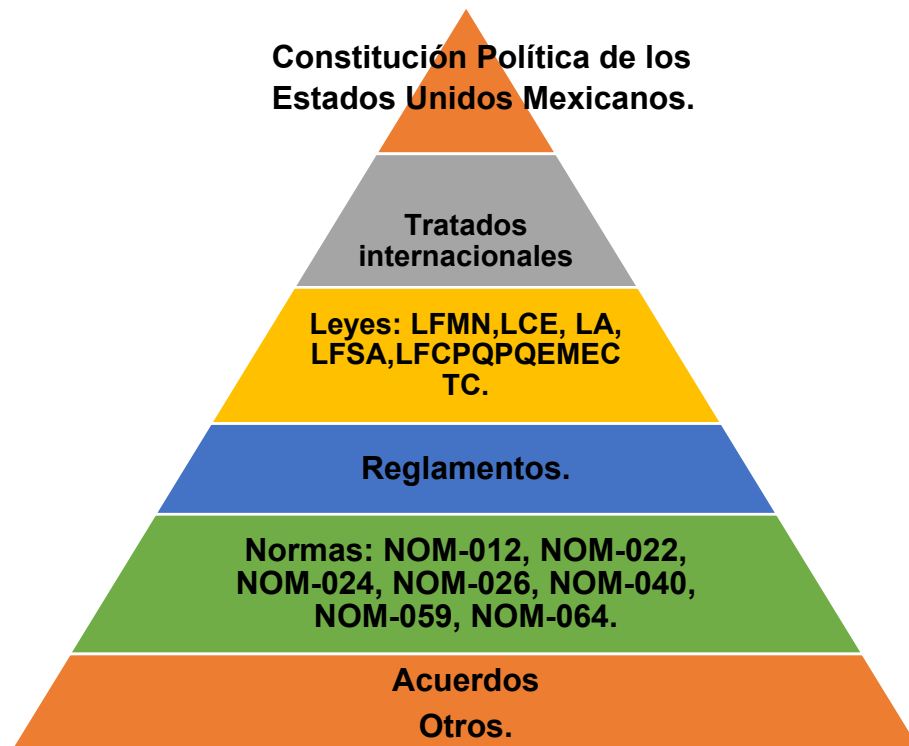 Constitución Política de los
Estados Unidos Mexicanos.
Tratados
internacionales
Leyes: LFMN,LCE, LA,
LFSA,LFCPQPQEMEC
TC.
Reglamentos.
Normas: NOM-012, NOM-022,
NOM-024, NOM-026, NOM-040,
NOM-059, NOM-064.
Acuerdos
Otros.